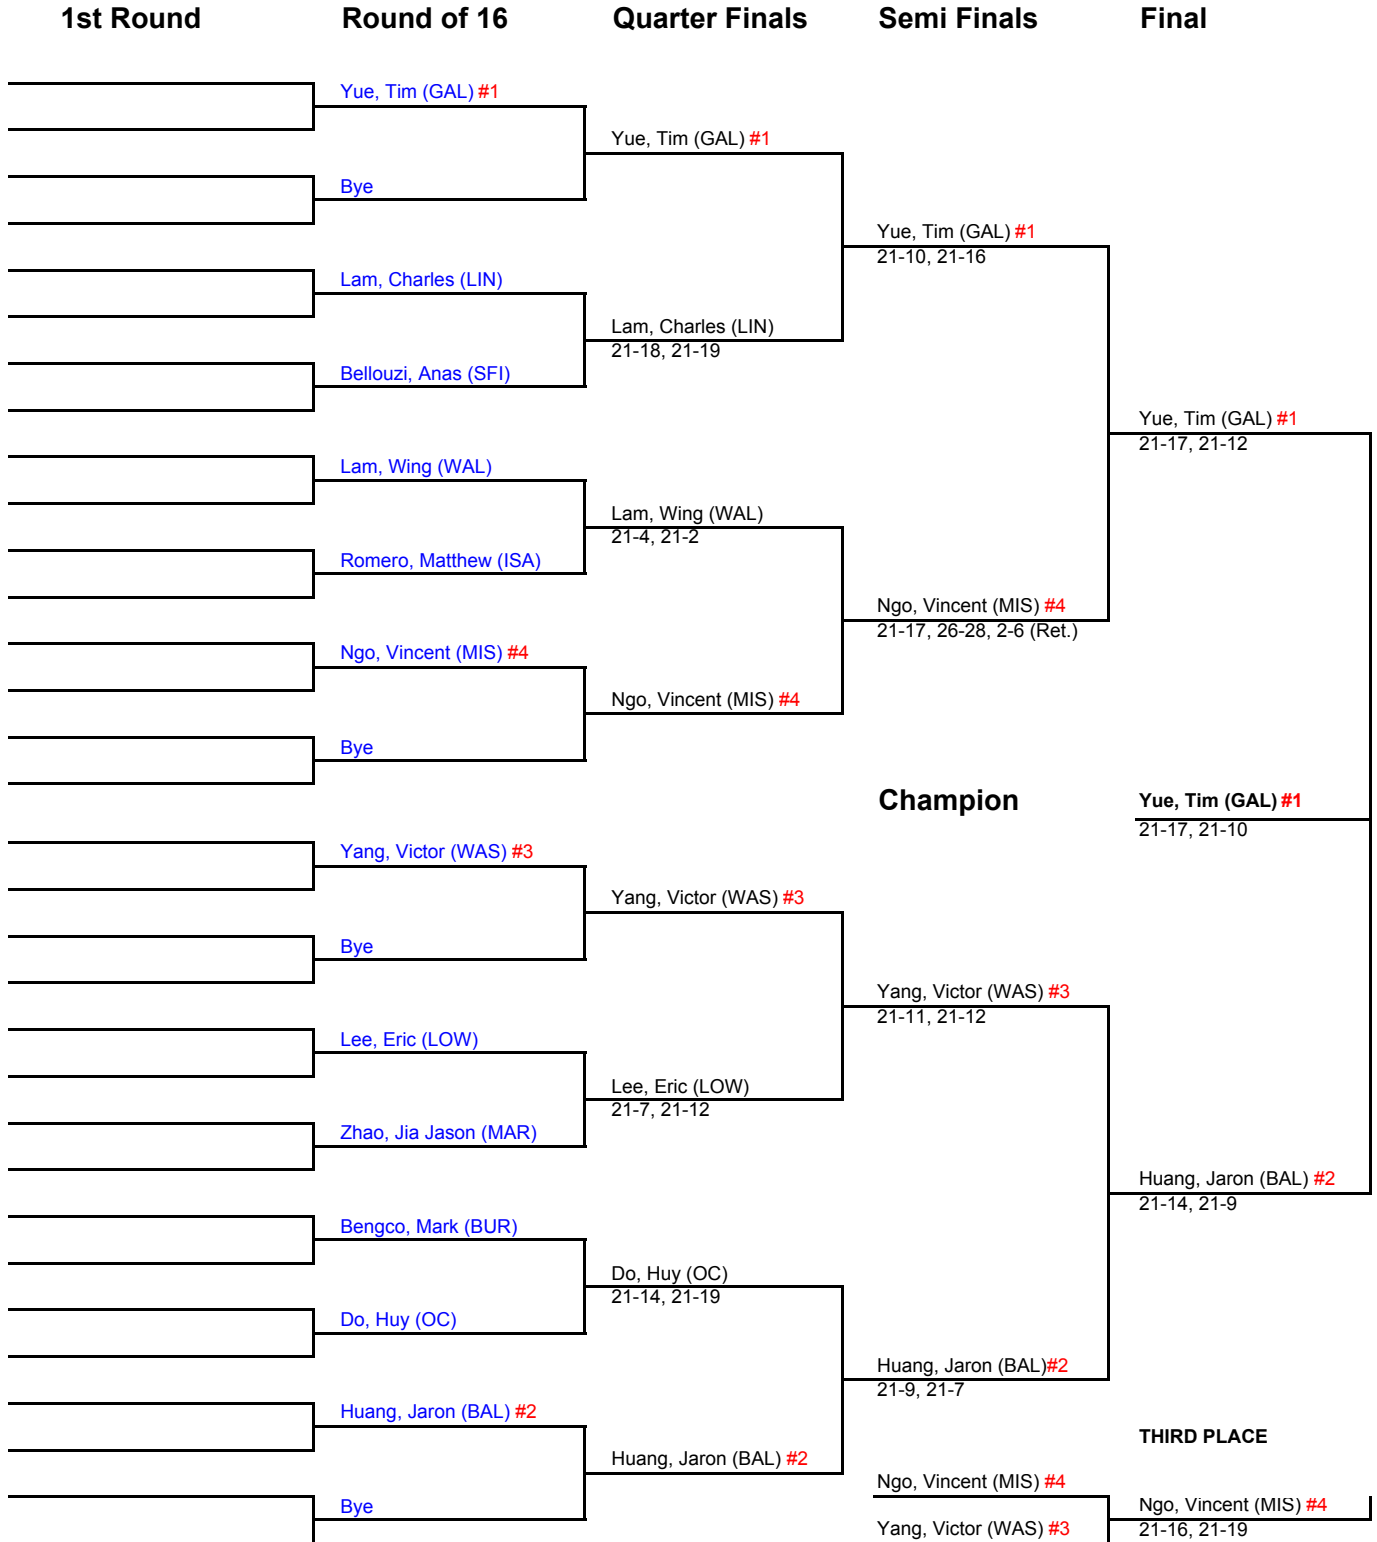 1st Round Round of 16 Quarter Finals Semi Finals Final
Yue, Tim (GAL) #1
Yue, Tim (GAL) #1
Bye
Yue, Tim (GAL) #1
21-10, 21-16
Lam, Charles (LIN)
Lam, Charles (LIN)
21-18, 21-19
Bellouzi, Anas (SFI)
Yue, Tim (GAL) #1
21-17, 21-12
Lam, Wing (WAL)
Lam, Wing (WAL)
21-4, 21-2
Romero, Matthew (ISA)
Ngo, Vincent (MIS) #4
21-17, 26-28, 2-6 (Ret.)
Ngo, Vincent (MIS) #4
Ngo, Vincent (MIS) #4
Bye
Champion Yue, Tim (GAL) #1
21-17, 21-10
Yang, Victor (WAS) #3
Yang, Victor (WAS) #3
Bye
Yang, Victor (WAS) #3
21-11, 21-12
Lee, Eric (LOW)
Lee, Eric (LOW)
21-7, 21-12
Zhao, Jia Jason (MAR)
Huang, Jaron (BAL) #2
21-14, 21-9
Bengco, Mark (BUR)
Do, Huy (OC)
21-14, 21-19
Do, Huy (OC)
Huang, Jaron (BAL)#2
21-9, 21-7
Huang, Jaron (BAL) #2
THIRD PLACE
Huang, Jaron (BAL) #2
Ngo, Vincent (MIS) #4
Bye Ngo, Vincent (MIS) #4
Yang, Victor (WAS) #3 21-16, 21-19